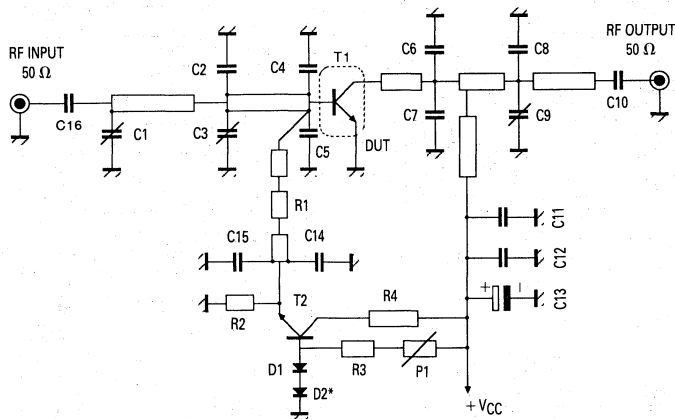 RF INPUT
50 Ω
C16
C1
C2
C3
C4
C5
T1
DUT
C6
C7
C8
C9
C10
RF OUTPUT
50 Ω
R1
C15
C14
C11
C12
+
–
C13
R2
T2
R4
R3
P1
D1
D2*
+ VCC